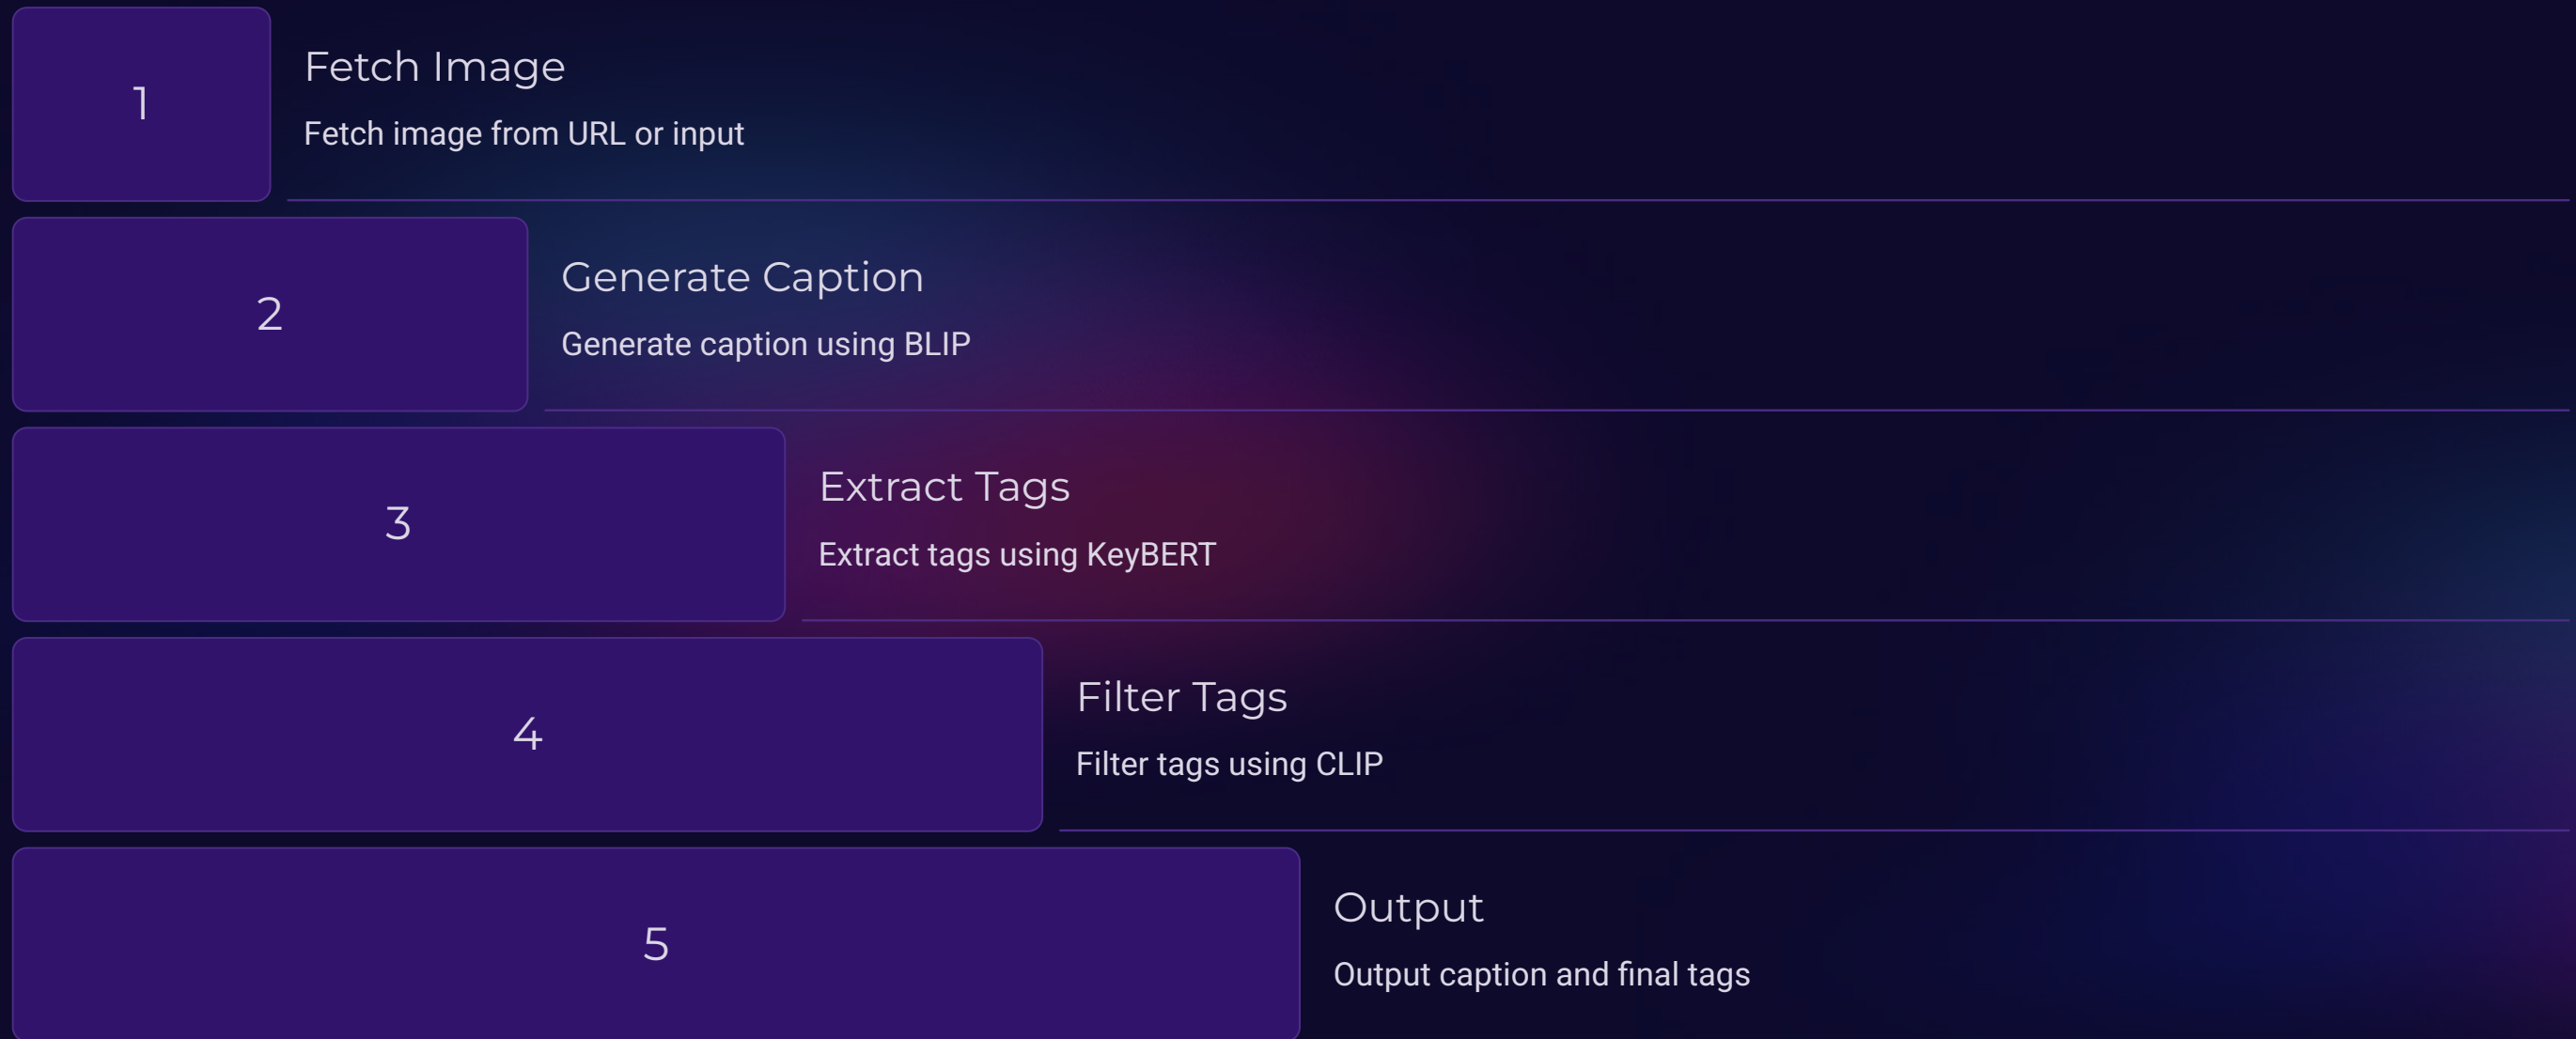 1
Fetch Image
Fetch image from URL or input
2
Generate Caption
Generate caption using BLIP
3
Extract Tags
Extract tags using KeyBERT
4
Filter Tags
Filter tags using CLIP
5
Output
Output caption and final tags